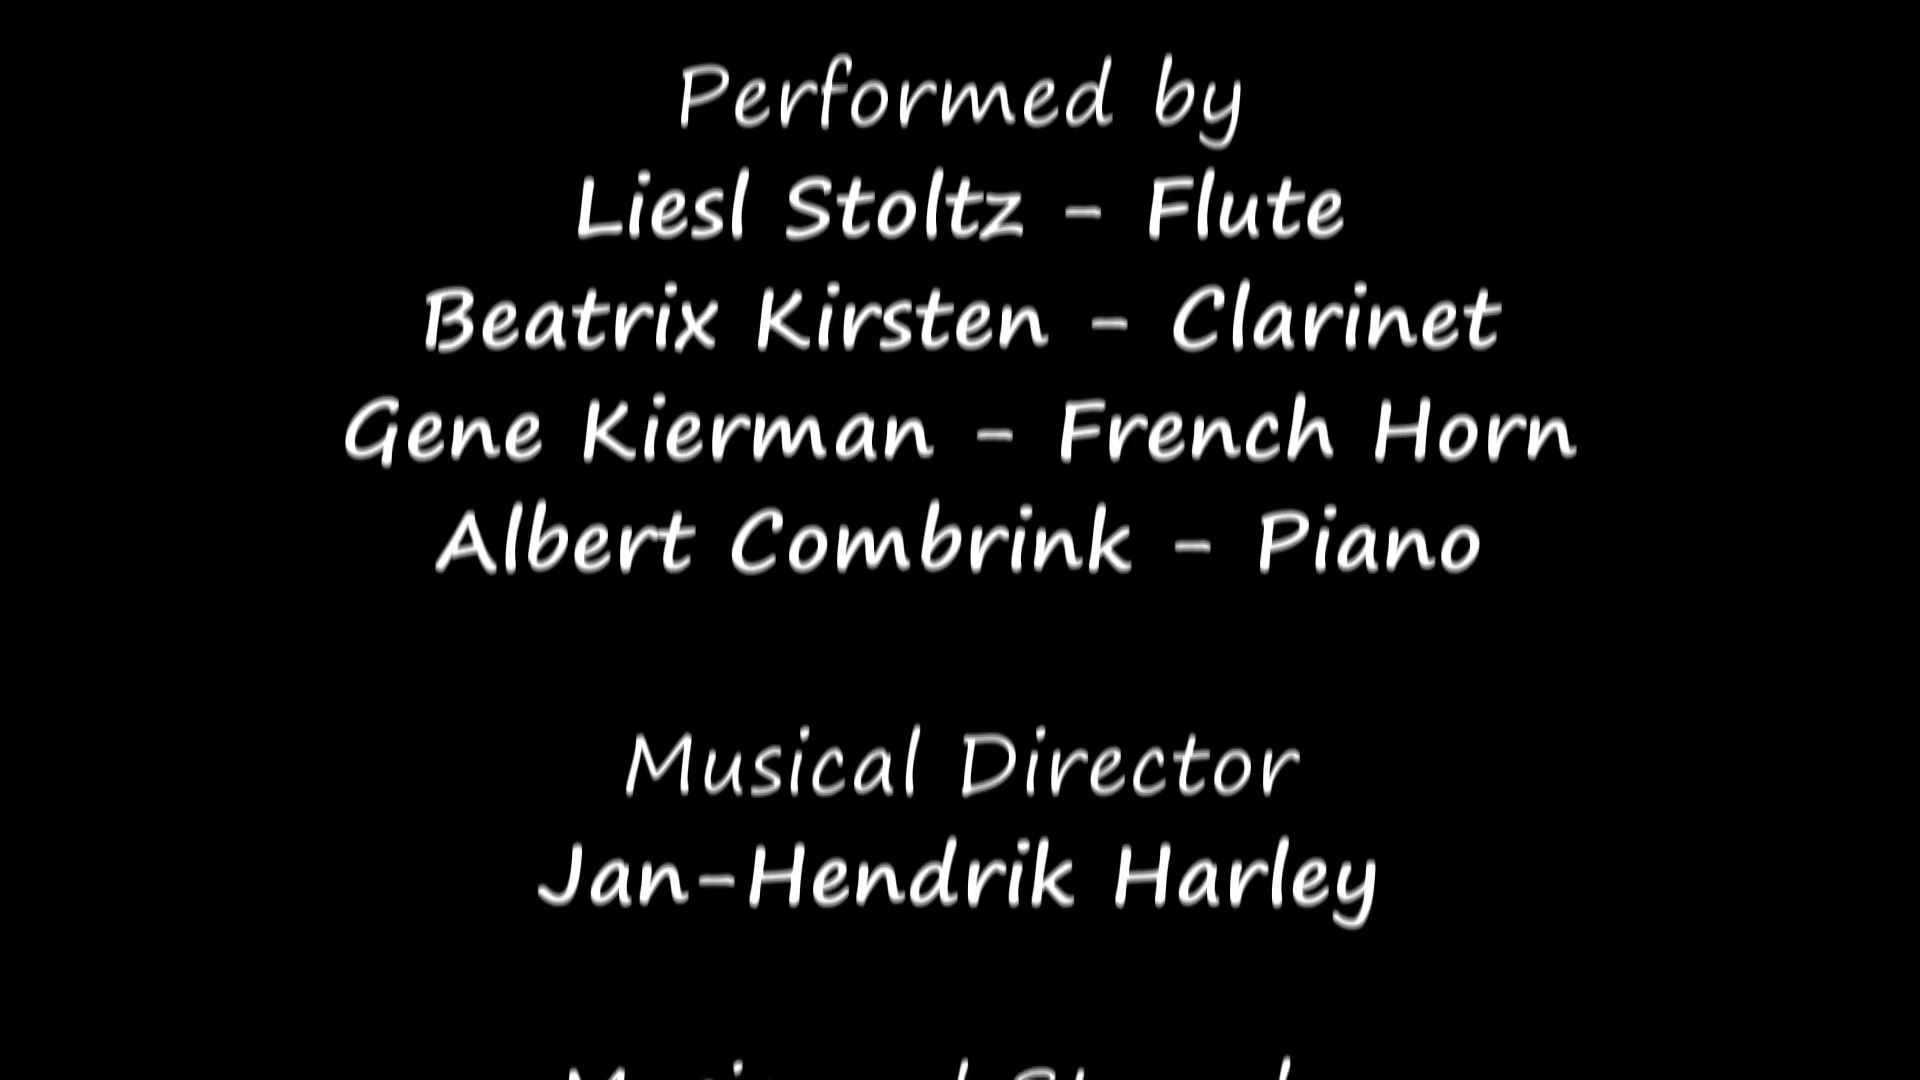 Performed by
Liesl Stoltz - Flute
Beatrix Kirsten - Clarinet
Gene Kierman - French Horn
Albert Combrink - Piano
Musical Director
Jan-Hendrik Harley